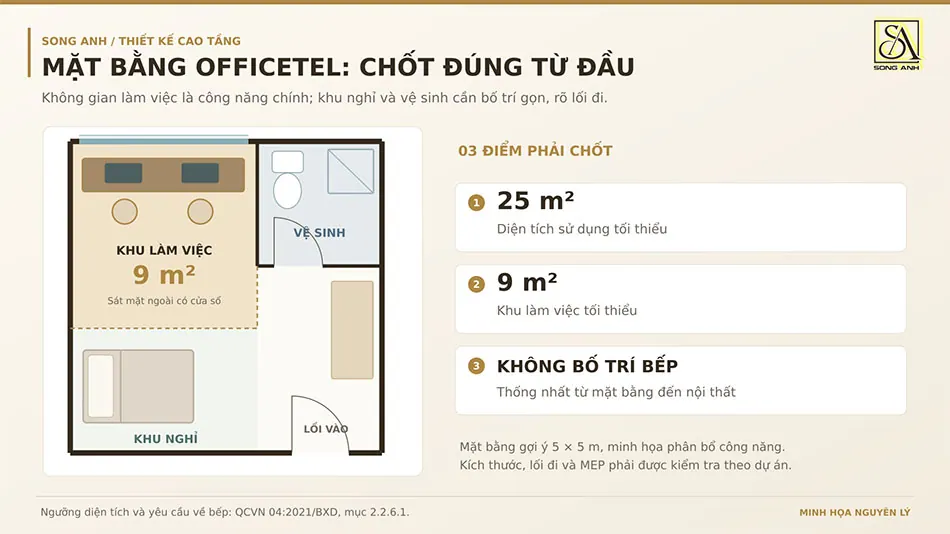 SONG ANH / THIẾT KẾ CAO TẦNG
MẶT BẰNG OFFICETEL: CHỐT ĐÚNG TỪ ĐẦU
Không gian làm việc là công năng chính; khu nghỉ và vệ sinh cần bố trí gọn, rõ lối đi.
SA
SONG ANH
KHU LÀM VIỆC
9 m²
Sát mặt ngoài có cửa sổ
VỆ SINH
KHU NGHỈ
LỐI VÀO
03 ĐIỂM PHẢI CHỐT
1 25 m²
Diện tích sử dụng tối thiểu
2 9 m²
Khu làm việc tối thiểu
3 KHÔNG BỐ TRÍ BẾP
Thống nhất từ mặt bằng đến nội thất
Mặt bằng gợi ý 5 × 5 m, minh họa phân bổ công năng.
Kích thước, lối đi và MEP phải được kiểm tra theo dự án.
Ngưỡng diện tích và yêu cầu về bếp: QCVN 04:2021/BXD, mục 2.2.6.1.
MINH HỌA NGUYÊN LÝ